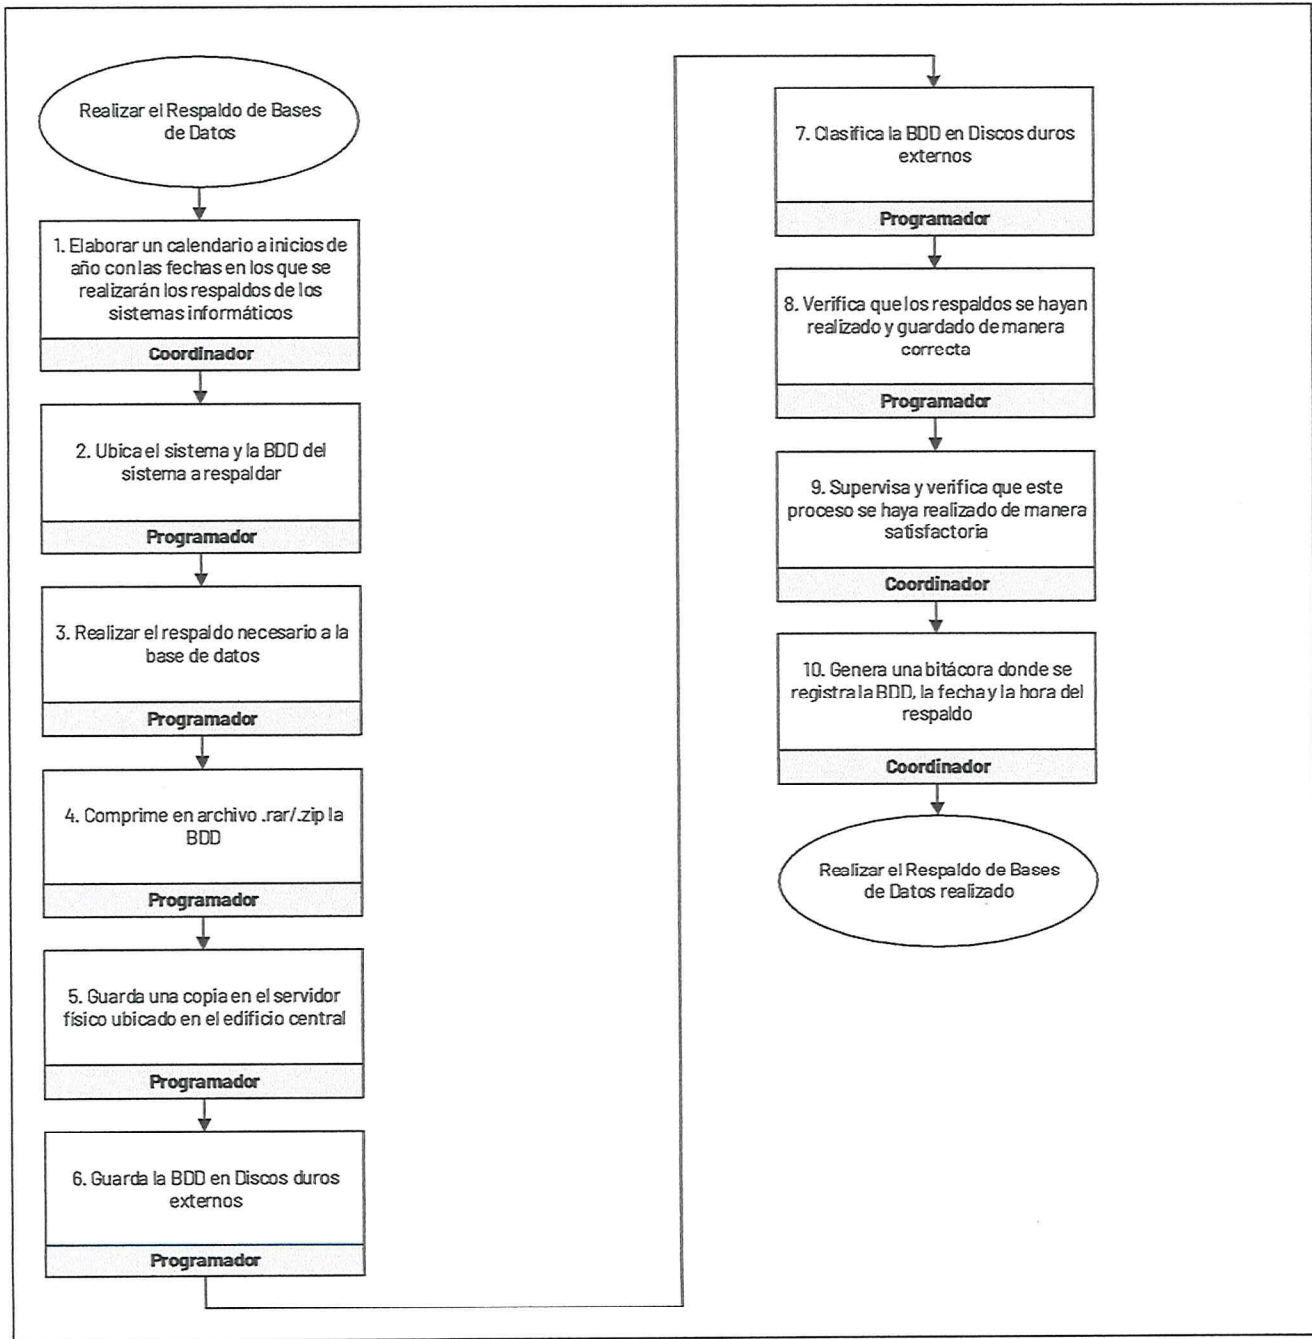 Realizar el Respaldo de Bases
de Datos
1. Elaborar un calendario a inicios de
año con las fechas en los que se
realizarán los respaldos de los
sistemas informáticos
Coordinador
2. Ubica el sistema y la BDD del
sistema a respaldar
Programador
3. Realizar el respaldo necesario a la
base de datos
Programador
4. Comprime en archivo .rar/.zip la
BDD
Programador
5. Guarda una copia en el servidor
físico ubicado en el edificio central
Programador
6. Guarda la BDD en Discos duros
externos
Programador
7. Clasifica la BDD en Discos duros
externos
Programador
8. Verifica que los respaldos se hayan
realizado y guardado de manera
correcta
Programador
9. Supervisa y verifica que este
proceso se haya realizado de manera
satisfactoria
Coordinador
10. Genera una bitácora donde se
registra la BDD, la fecha y la hora del
respaldo
Coordinador
Realizar el Respaldo de Bases
de Datos realizado